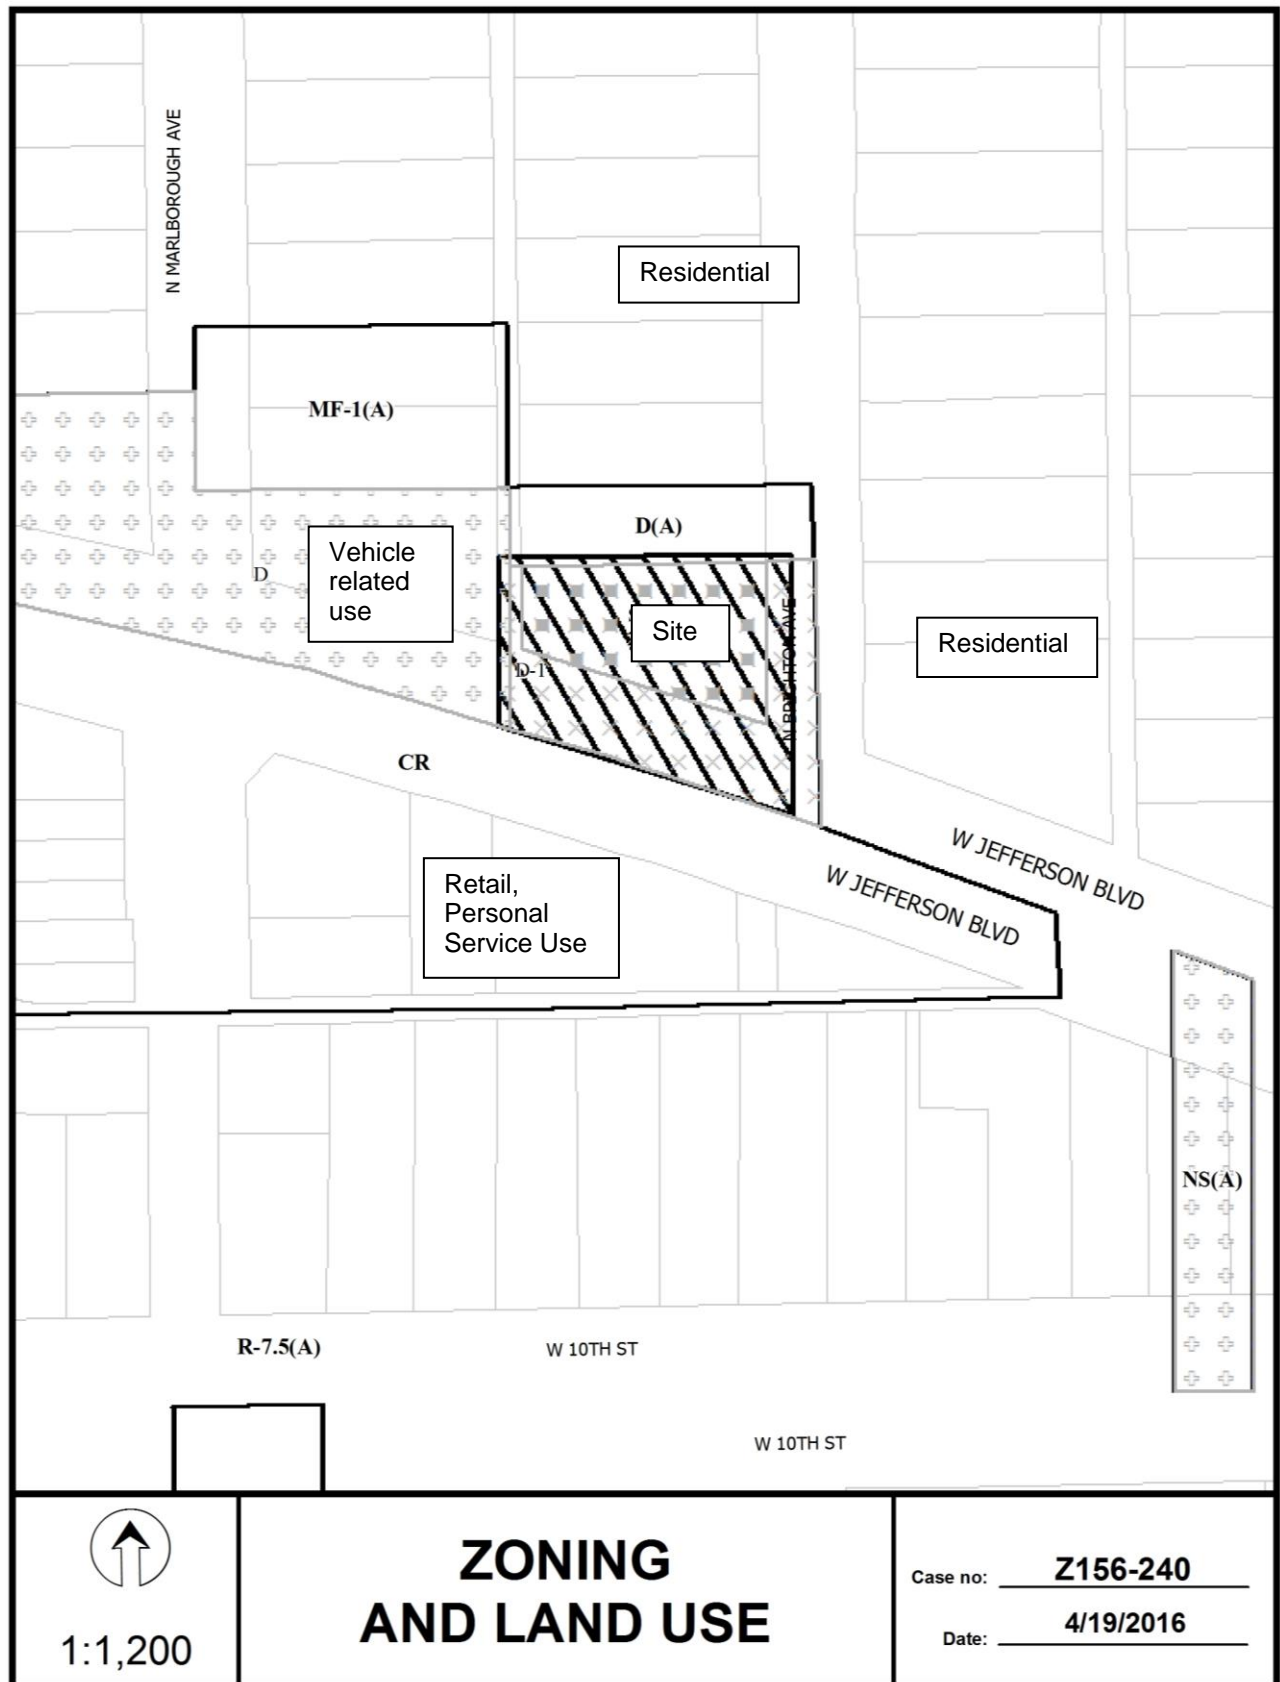 N MARLBOROUGH AVE
Residential
MF-1(A)
D(A)
Vehicle
related
use
D
Site
D-1
N BRIGHTON AVE
Residential
CR
W JEFFERSON BLVD
W JEFFERSON BLVD
Retail,
Personal
Service Use
NS(A)
R-7.5(A)
W 10TH ST
W 10TH ST
1:1,200
ZONING
AND LAND USE
Case no: Z156-240
Date: 4/19/2016